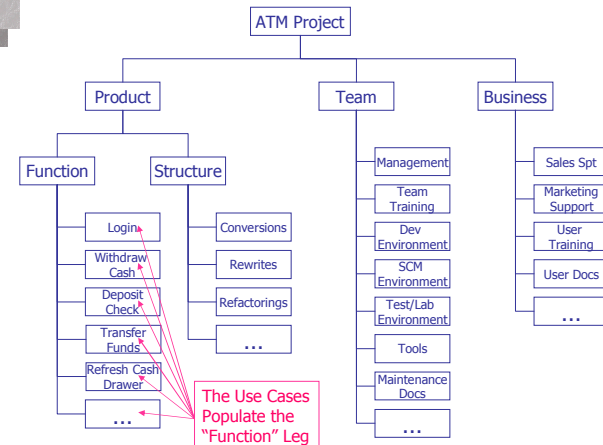 ATM Project
Product
Team
Business
Function
Structure
Login
Withdraw
Cash
Deposit
Check
Transfer
Funds
Refresh Cash
Drawer
...
Conversions
Rewrites
Refactorings
...
Management
Team
Training
Dev
Environment
SCM
Environment
Test/Lab
Environment
Tools
Maintenance
Docs
...
Sales Spt
Marketing
Support
User
Training
User Docs
...
The Use Cases
Populate the
“Function” Leg